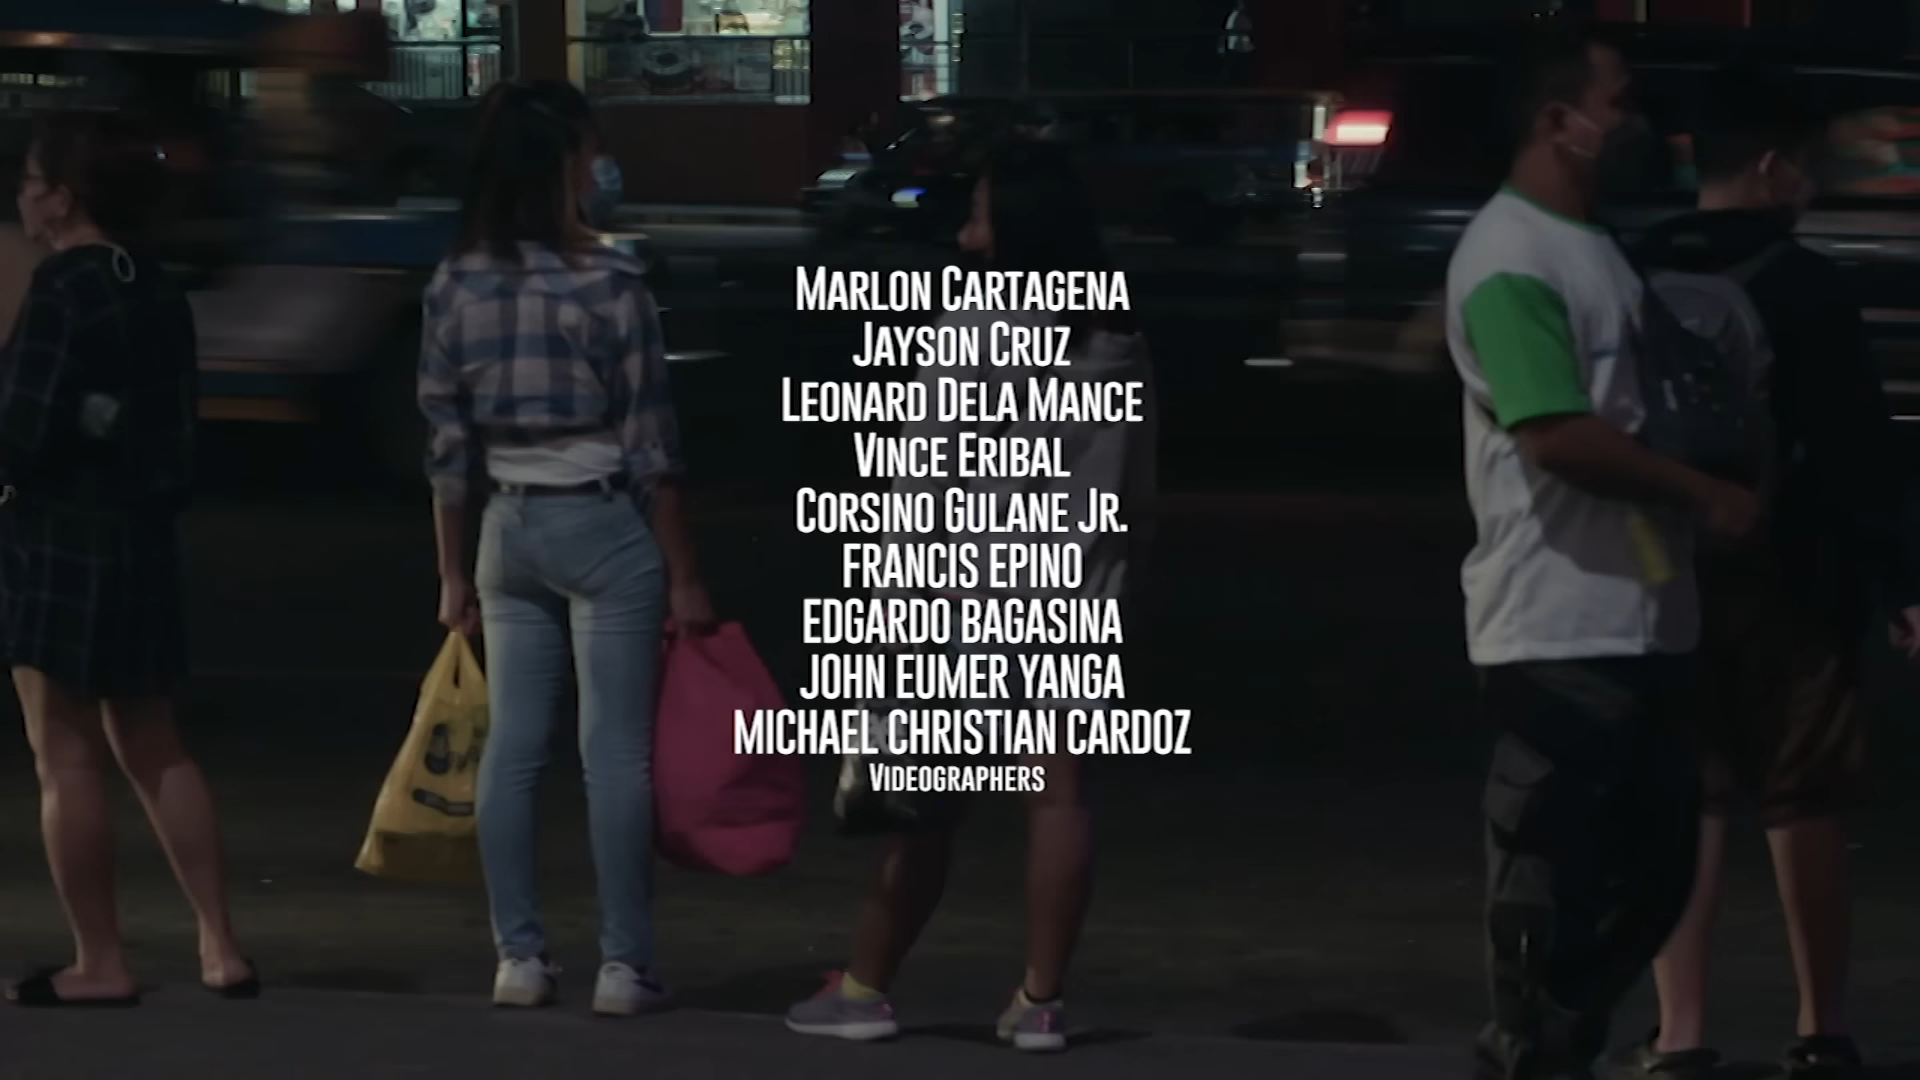 Marlon Cartagena
Jayson Cruz
Leonard Dela Mance
Vince Eribal
Corsino Gulane Jr.
FRANCIS EPINO
EDGARDO BAGASINA
JOHN EUMER YANGA
MICHAEL CHRISTIAN CARDOZ
Videographers